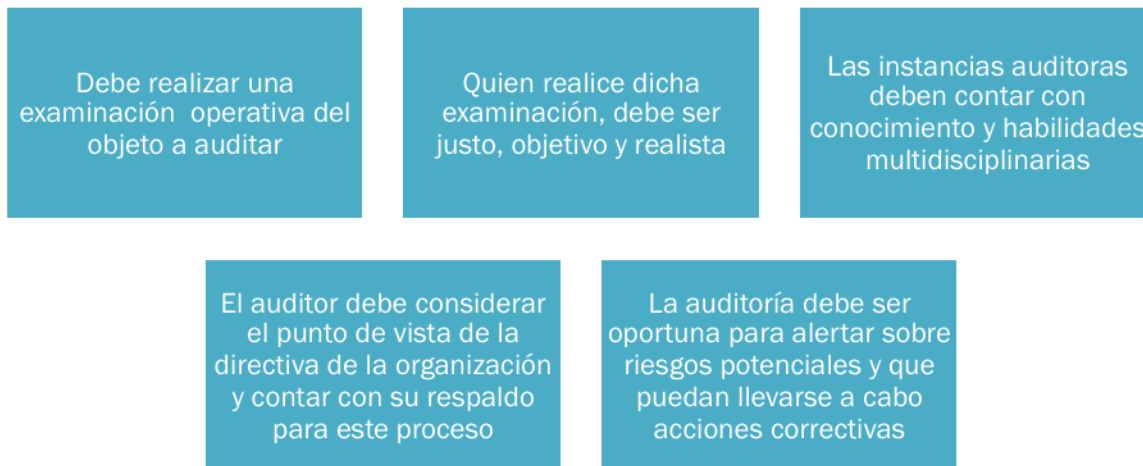 Debe realizar una
examinación operativa del
objeto a auditar
Quien realice dicha
examinación, debe ser
justo, objetivo y realista
Las instancias auditoras
deben contar con
conocimiento y habilidades
multidisciplinarias
El auditor debe considerar
el punto de vista de la
directiva de la organización
y contar con su respaldo
para este proceso
La auditoría debe ser
oportuna para alertar sobre
riesgos potenciales y que
puedan llevarse a cabo
acciones correctivas